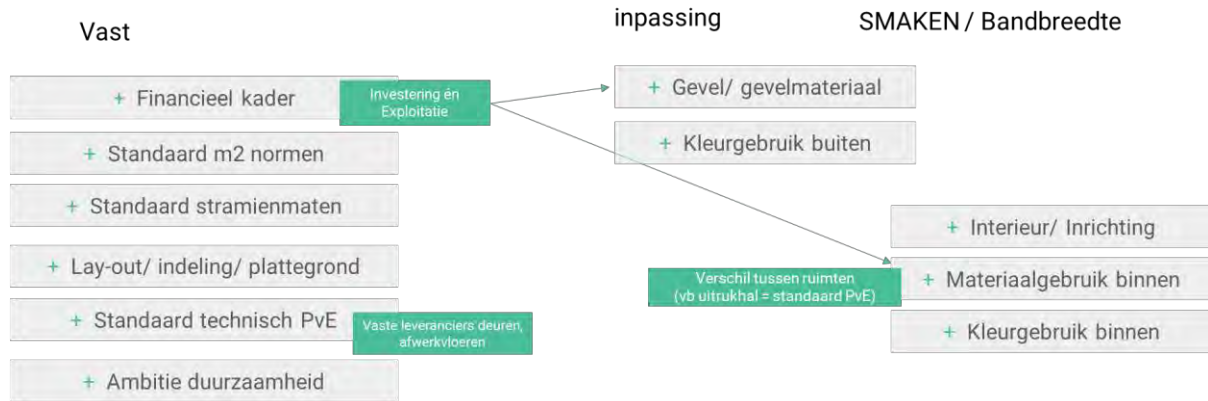 Vast
+ Financieel kader
Investering én
Exploitatie
+ Standaard m2 normen
+ Standaard stramienmaten
+ Lay-out/ indeling/ plattegrond
+ Standaard technisch PvE
Vaste leveranciers deuren,
afwerkvloeren
+ Ambitie duurzaamheid
inpassing
+ Gevel/ gevelmateriaal
+ Kleurgebruik buiten
SMAKEN / Bandbreedte
+ Interieur/ Inrichting
Verschil tussen ruimten
(vb uitrukhal = standaard PvE)
+ Materiaalgebruik binnen
+ Kleurgebruik binnen